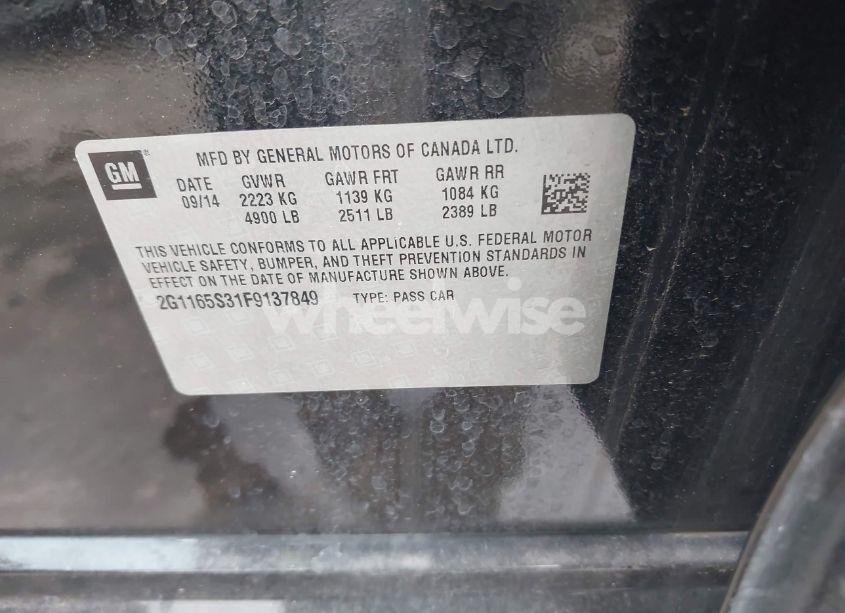 GM
MFD BY GENERAL MOTORS OF CANADA LTD.
DATE GVWR GAWR FRT GAWR RR
09/14 2223 KG 1139 KG 1084 KG
4900 LB 2511 LB 2389 LB
THIS VEHICLE CONFORMS TO ALL APPLICABLE U.S. FEDERAL MOTOR
VEHICLE SAFETY, BUMPER, AND THEFT PREVENTION STANDARDS IN
EFFECT ON THE DATE OF MANUFACTURE SHOWN ABOVE.
2G1165S31F9137849 TYPE: PASS CAR
wheelwise